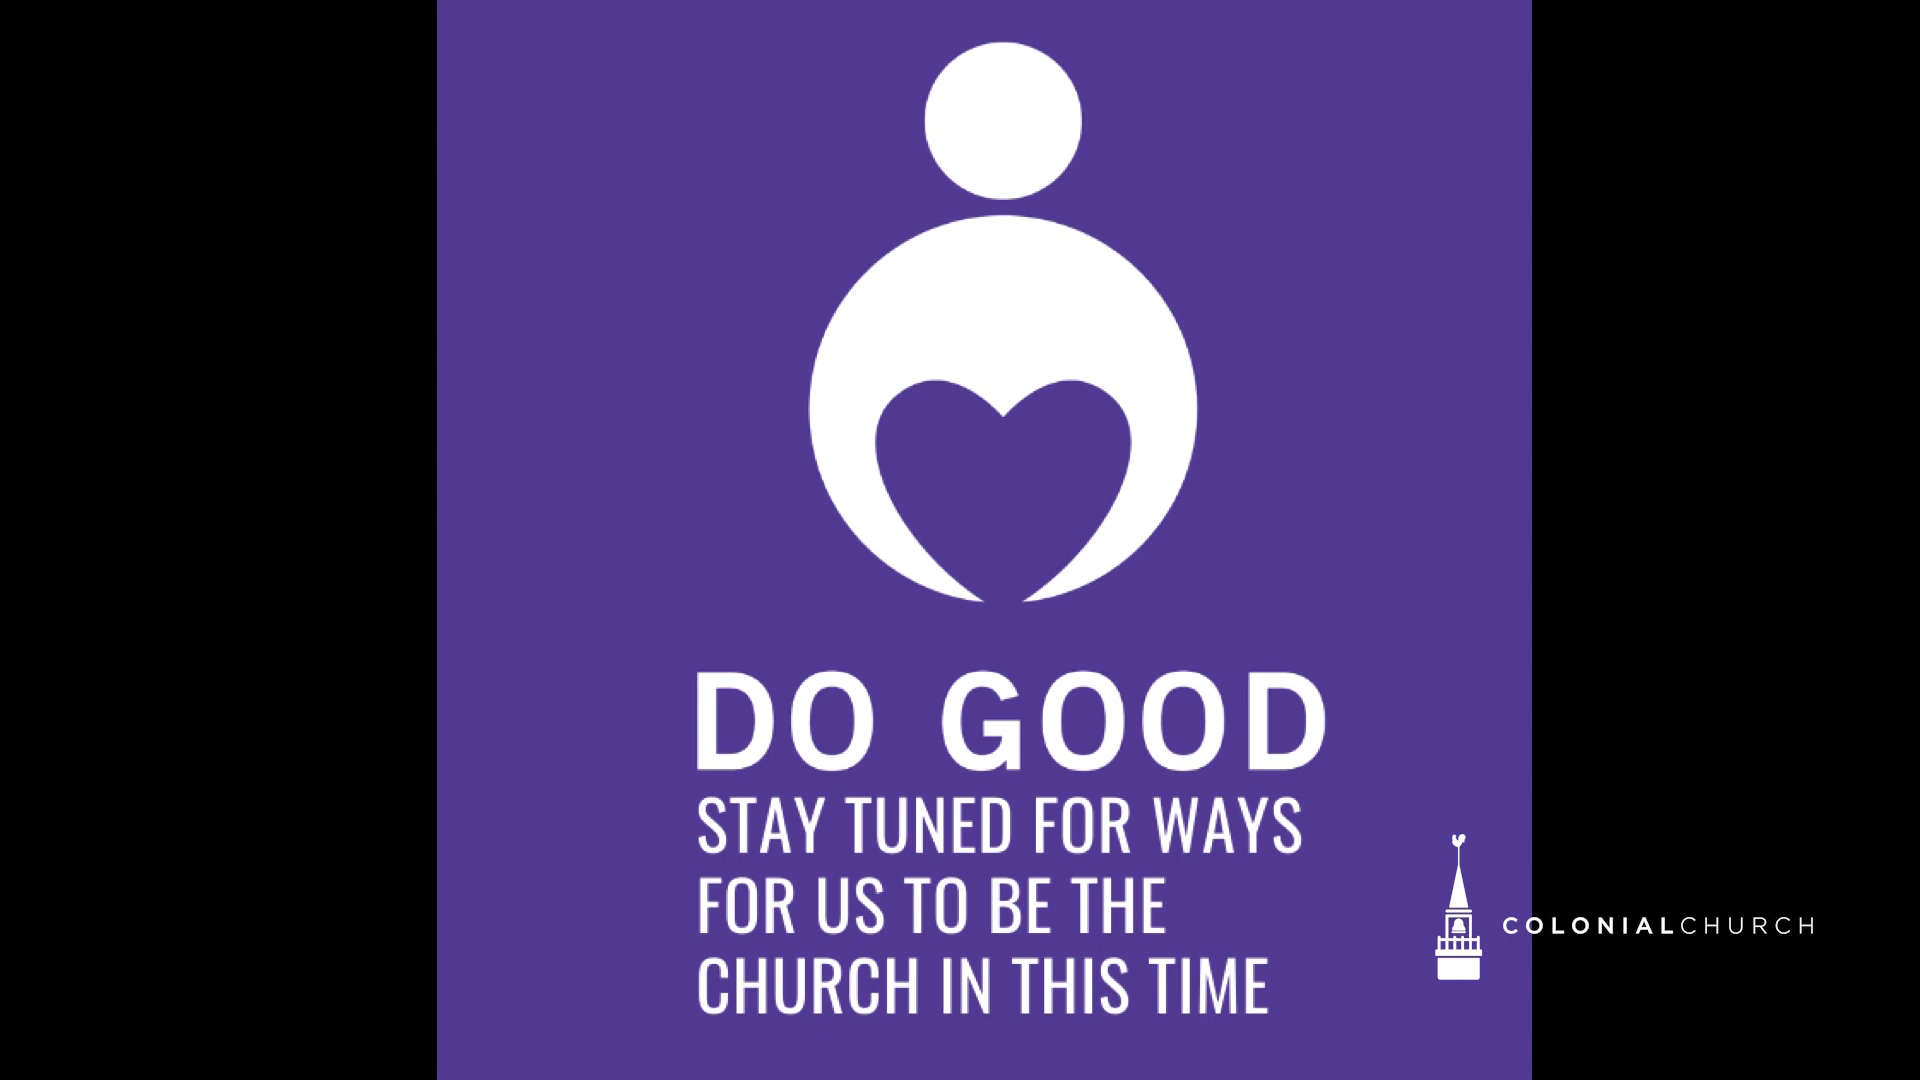 DO GOOD
STAY TUNED FOR WAYS
FOR US TO BE THE
CHURCH IN THIS TIME
COLONIALCHURCH